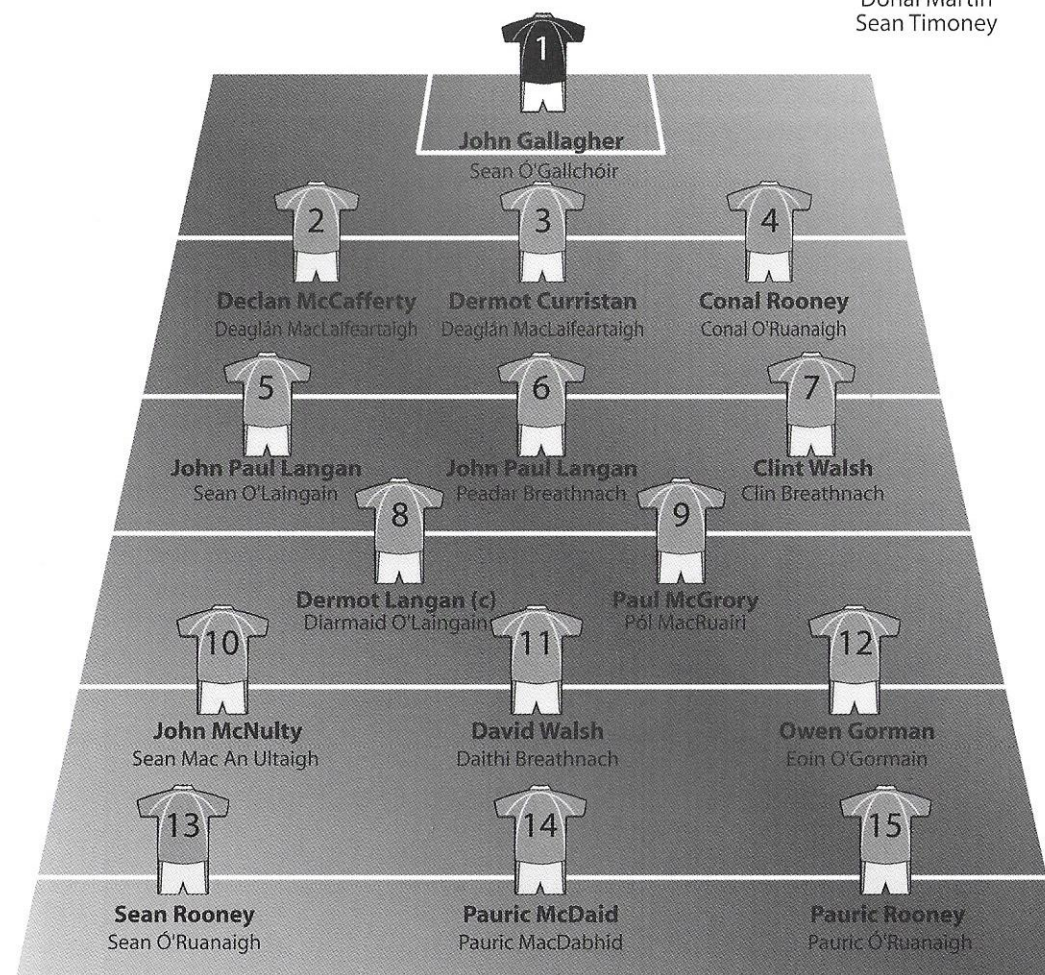 Donal Martin
Sean Timoney
1
John Gallagher
Sean Ó'Gallchóir
2 3 4
Declan McCafferty Dermot Curristan Conal Rooney
Deaglán MacLaifeartaigh Deaglán MacLaifeartaigh Conal O'Ruanaigh
5 6 7
John Paul Langan John Paul Langan Clint Walsh
Sean O'Laingain Peadar Breathnach Clin Breathnach
8 9
Dermot Langan (c) Paul McGrory
Diarmaid O'Laingain Pól MacRuairi
10 11 12
John McNulty David Walsh Owen Gorman
Sean Mac An Ultaigh Daithi Breathnach Eoin O'Gormain
13 14 15
Sean Rooney Pauric McDaid Pauric Rooney
Sean Ó'Ruanaigh Pauric MacDabhid Pauric Ó'Ruanaigh